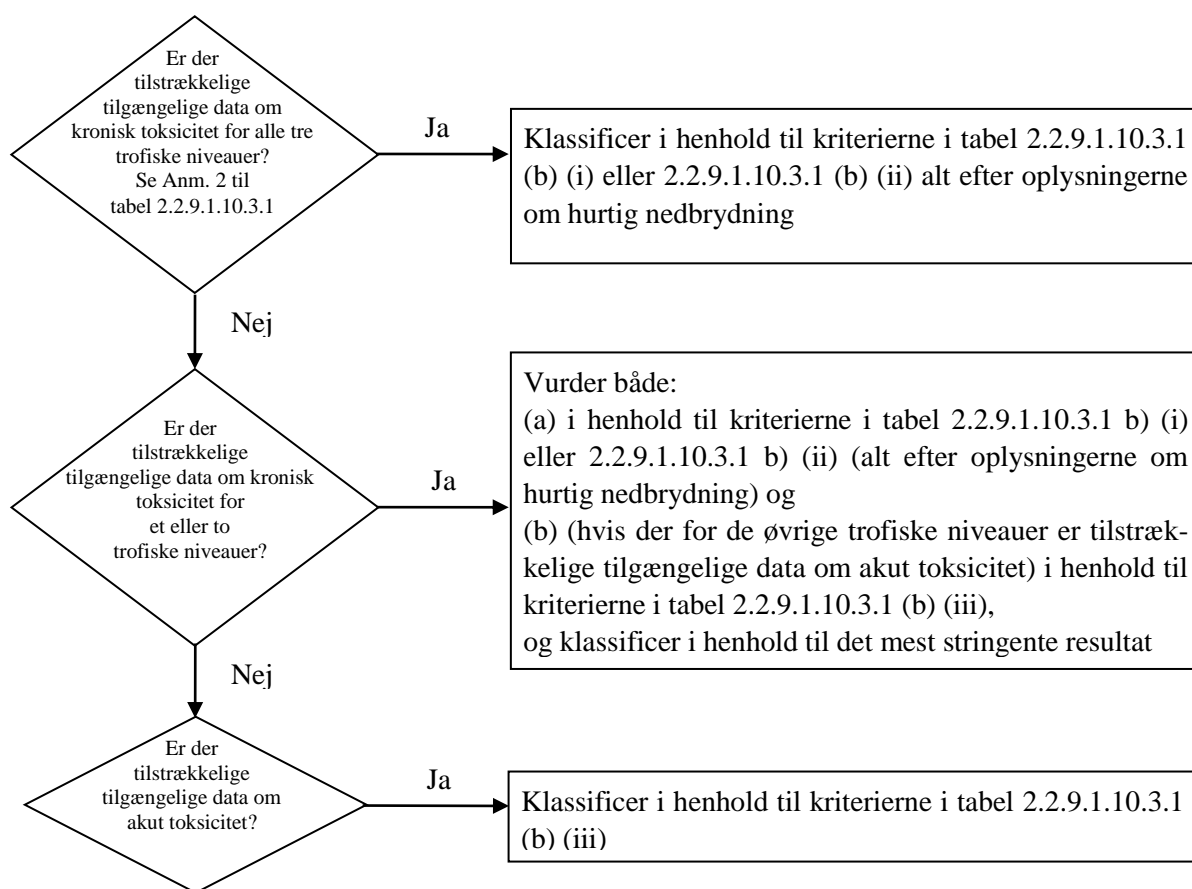 Er der
tilstrækkelige
tilgængelige data om
kronisk toksicitet for alle tre
trofiske niveauer?
Se Anm. 2 til
tabel 2.2.9.1.10.3.1
Ja
Klassificer i henhold til kriterierne i tabel 2.2.9.1.10.3.1
(b) (i) eller 2.2.9.1.10.3.1 (b) (ii) alt efter oplysningerne
om hurtig nedbrydning
Nej
Er der
tilstrækkelige
tilgængelige data om kronisk
toksicitet for
et eller to
trofiske niveauer?
Ja
Vurder både:
(a) i henhold til kriterierne i tabel 2.2.9.1.10.3.1 b) (i)
eller 2.2.9.1.10.3.1 b) (ii) (alt efter oplysningerne om
hurtig nedbrydning) og
(b) (hvis der for de øvrige trofiske niveauer er tilstræk-
kelige tilgængelige data om akut toksicitet) i henhold til
kriterierne i tabel 2.2.9.1.10.3.1 (b) (iii),
og klassificer i henhold til det mest stringente resultat
Nej
Er der
tilstrækkelige
tilgængelige data om
akut toksicitet?
Ja
Klassificer i henhold til kriterierne i tabel 2.2.9.1.10.3.1
(b) (iii)